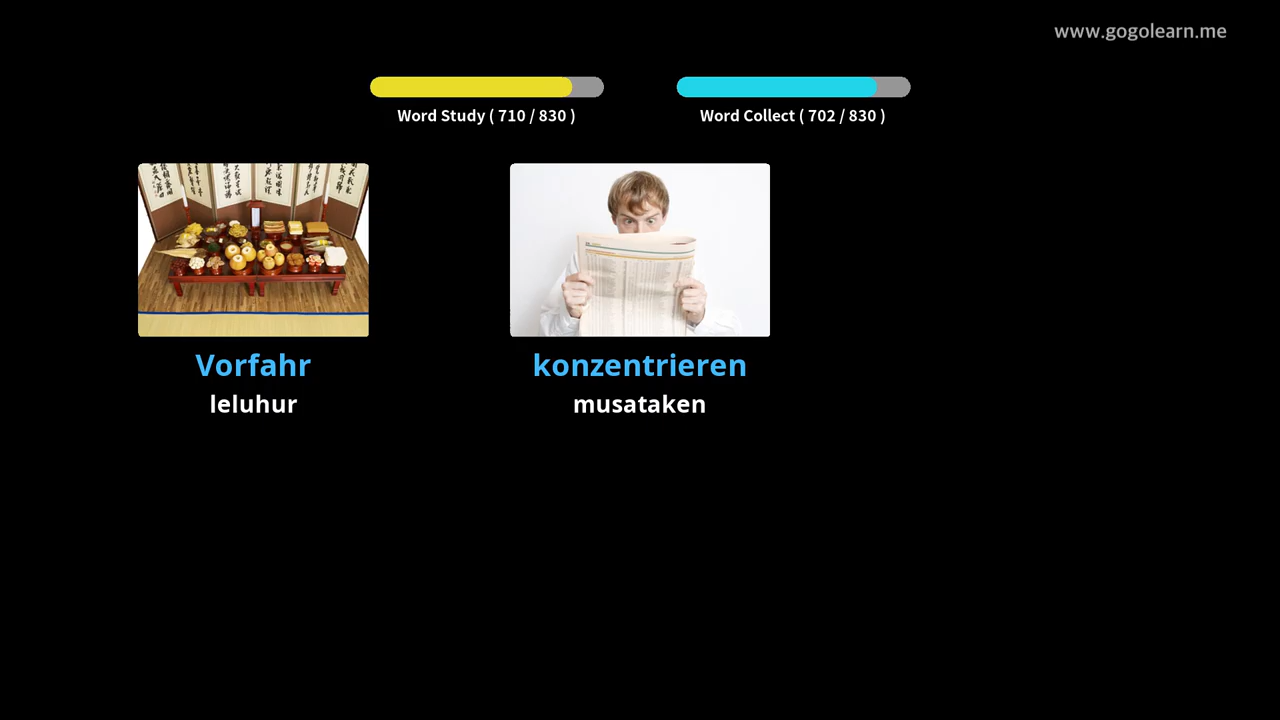 www.gogolearn.me
Word Study ( 710 / 830 )
Word Collect ( 702 / 830 )
Vorfahr
leluhur
konzentrieren
musataken